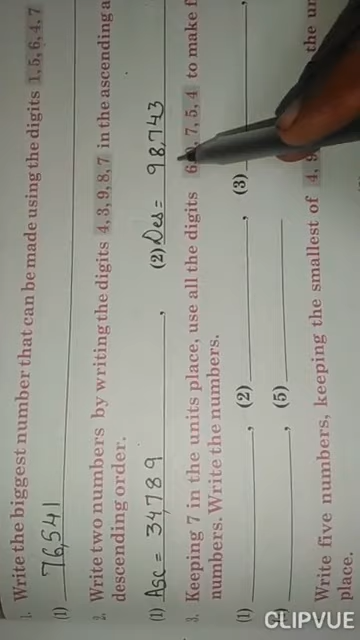 1. Write the biggest number that can be made using the digits 1, 5, 6, 4, 7
(1) 76,541
2. Write two numbers by writing the digits 4, 3, 9, 8, 7 in the ascending a
descending order.
(1) Asc = 34,789 , (2) Des = 98,743
3. Keeping 7 in the units place, use all the digits 6, 7, 5, 4 to make f
numbers. Write the numbers.
(1) , (2) , (3) ,
, (5)
Write five numbers, keeping the smallest of 4, 9 the un
place.
CLIPVUE